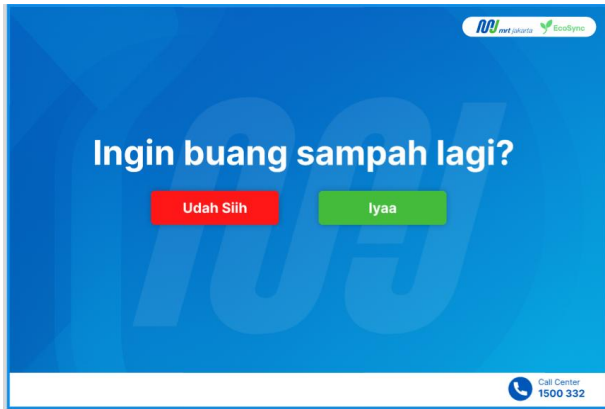 mrt jakarta EcoSync
Ingin buang sampah lagi?
Udah Siih Iyaa
Call Center
1500 332